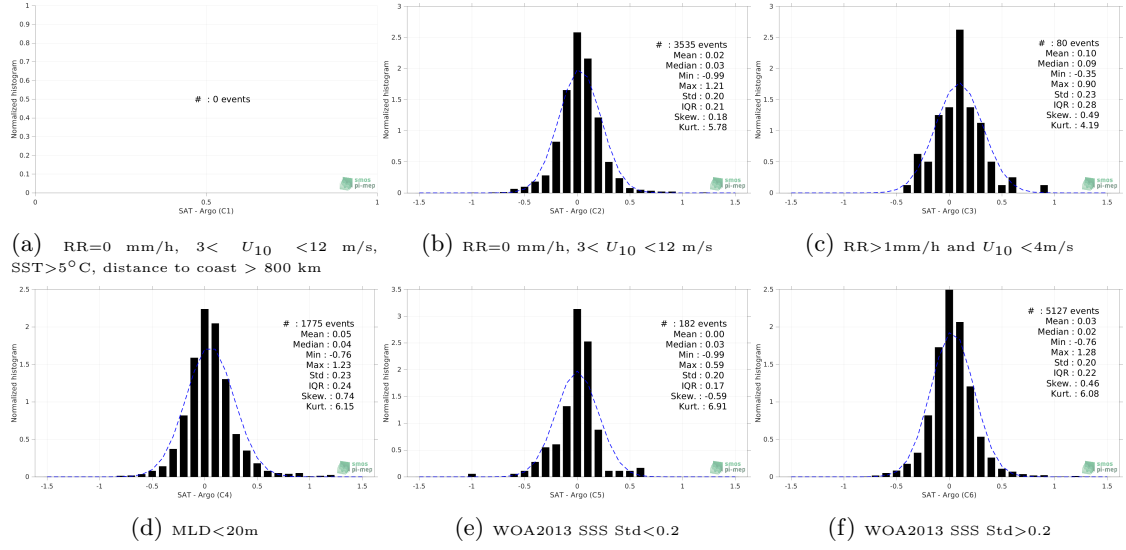 1
0.9
0.8
0.7
0.6
0.5
0.4
0.3
0.2
0.1
0
Normalized histogram
# : 0 events
smos
pi-mep
0 0.5 1
SAT - Argo (C1)
3
2.5
2
1.5
1
0.5
0
Normalized histogram
# : 3535 events
Mean : 0.02
Median : 0.03
Min : -0.99
Max : 1.21
Std : 0.20
IQR : 0.21
Skew. : 0.18
Kurt. : 5.78
smos
pi-mep
-1.5 -1 -0.5 0 0.5 1 1.5
SAT - Argo (C2)
3
2.5
2
1.5
1
0.5
0
Normalized histogram
# : 80 events
Mean : 0.10
Median : 0.09
Min : -0.35
Max : 0.90
Std : 0.23
IQR : 0.28
Skew. : 0.49
Kurt. : 4.19
smos
pi-mep
-1.5 -1 -0.5 0 0.5 1 1.5
SAT - Argo (C3)
(a) RR=0 mm/h, 3< U10 <12 m/s,
SST>5°C, distance to coast > 800 km
(b) RR=0 mm/h, 3< U10 <12 m/s
(c) RR>1mm/h and U10 <4m/s
2.5
2
1.5
1
0.5
0
Normalized histogram
# : 1775 events
Mean : 0.05
Median : 0.04
Min : -0.76
Max : 1.23
Std : 0.23
IQR : 0.24
Skew. : 0.74
Kurt. : 6.15
smos
pi-mep
-1.5 -1 -0.5 0 0.5 1 1.5
SAT - Argo (C4)
3.5
3
2.5
2
1.5
1
0.5
0
Normalized histogram
# : 182 events
Mean : 0.00
Median : 0.03
Min : -0.99
Max : 0.59
Std : 0.20
IQR : 0.17
Skew. : -0.59
Kurt. : 6.91
smos
pi-mep
-1.5 -1 -0.5 0 0.5 1 1.5
SAT - Argo (C5)
2.5
2
1.5
1
0.5
0
Normalized histogram
# : 5127 events
Mean : 0.03
Median : 0.02
Min : -0.76
Max : 1.28
Std : 0.20
IQR : 0.22
Skew. : 0.46
Kurt. : 6.08
smos
pi-mep
-1.5 -1 -0.5 0 0.5 1 1.5
SAT - Argo (C6)
(d) MLD<20m
(e) WOA2013 SSS Std<0.2
(f) WOA2013 SSS Std>0.2